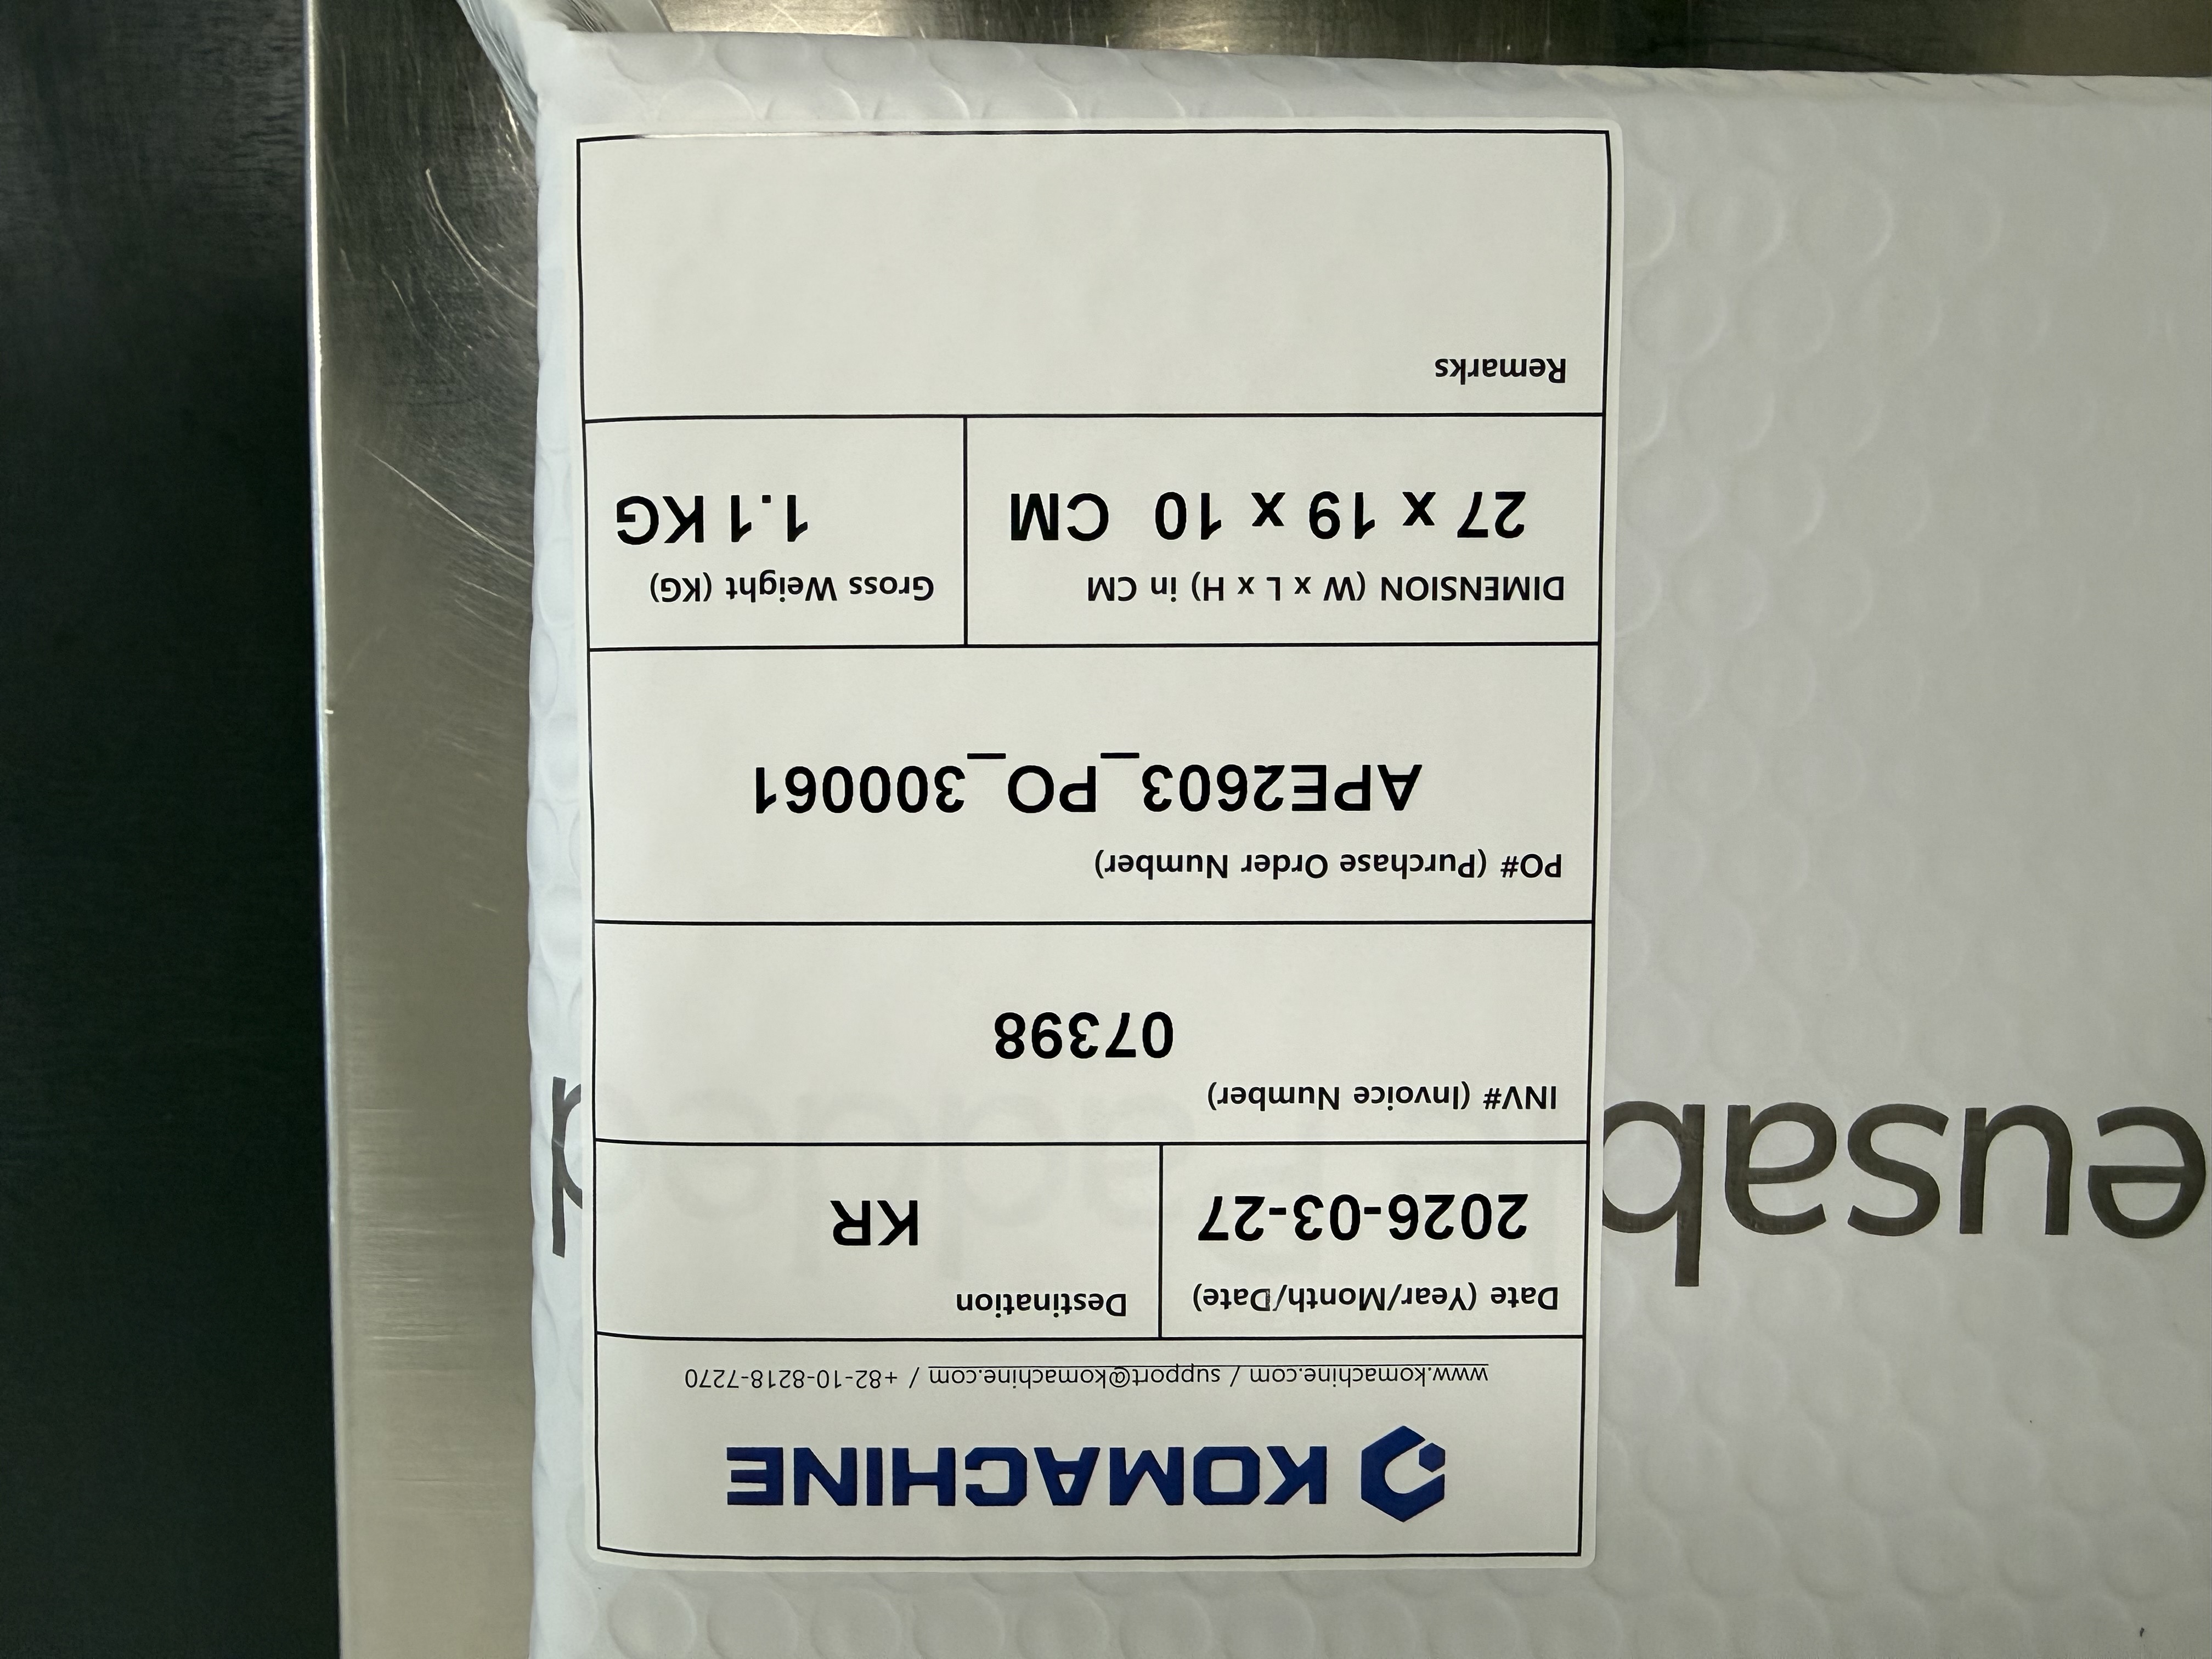 KOMACHINE
www.komachine.com / support@komachine.com / +82-10-8218-7270
Date (Year/Month/Date)
2026-03-27
Destination
KR
INV# (Invoice Number)
07398
PO# (Purchase Order Number)
APE2603_PO_300061
DIMENSION (W x L x H) in CM
27 x 19 x 10 CM
Gross Weight (KG)
1.1 KG
Remarks
eusab